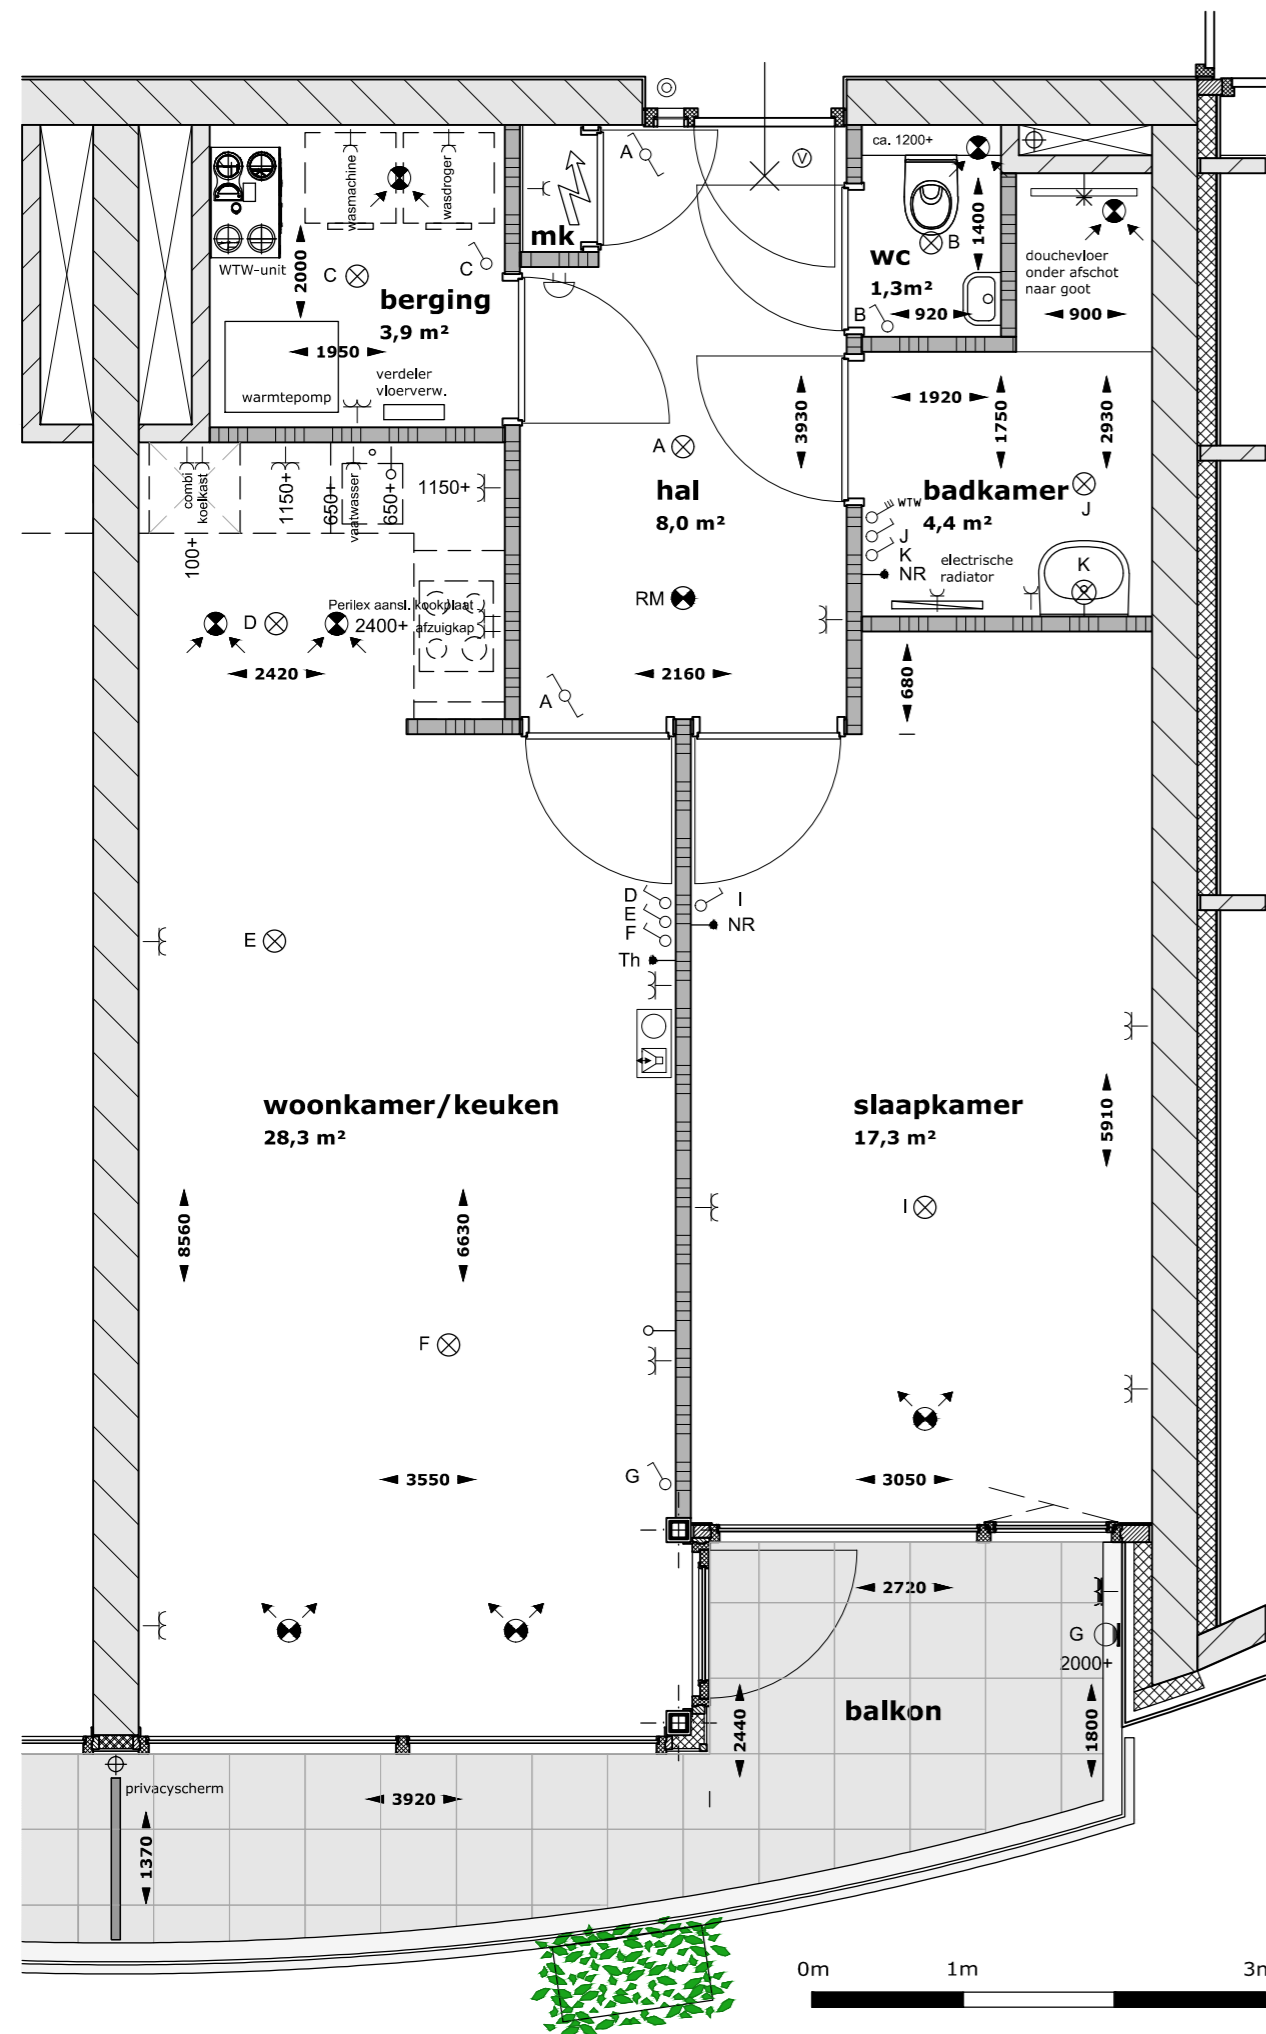 ca. 1200+
A
V
wasmachine
wasdroger
mk
1400
B
wc
1,3m²
douchevloer
onder afschot
naar goot
WTW-unit
C
C
2000
berging
3,9 m²
B
920
900
1950
verdeler
vloerverw.
warmtepomp
3930
1920
1750
2930
A
combi
koelkast
1150+
650+
vaatwasser
650+
1150+
hal
8,0 m²
badkamer
4,4 m²
J
WTW
J
K
NR
100+
electrische
radiator
K
RM
D
Perilex aansl. kookplaat
2400+ afzuigkap
2420
2160
680
A
D
E
F
Th
I
NR
E
woonkamer/keuken
28,3 m²
slaapkamer
17,3 m²
5910
8560
6630
I
F
3550
G
3050
2720
G
2000+
balkon
2440
1800
privacyscherm
3920
1370
0m
1m
3m